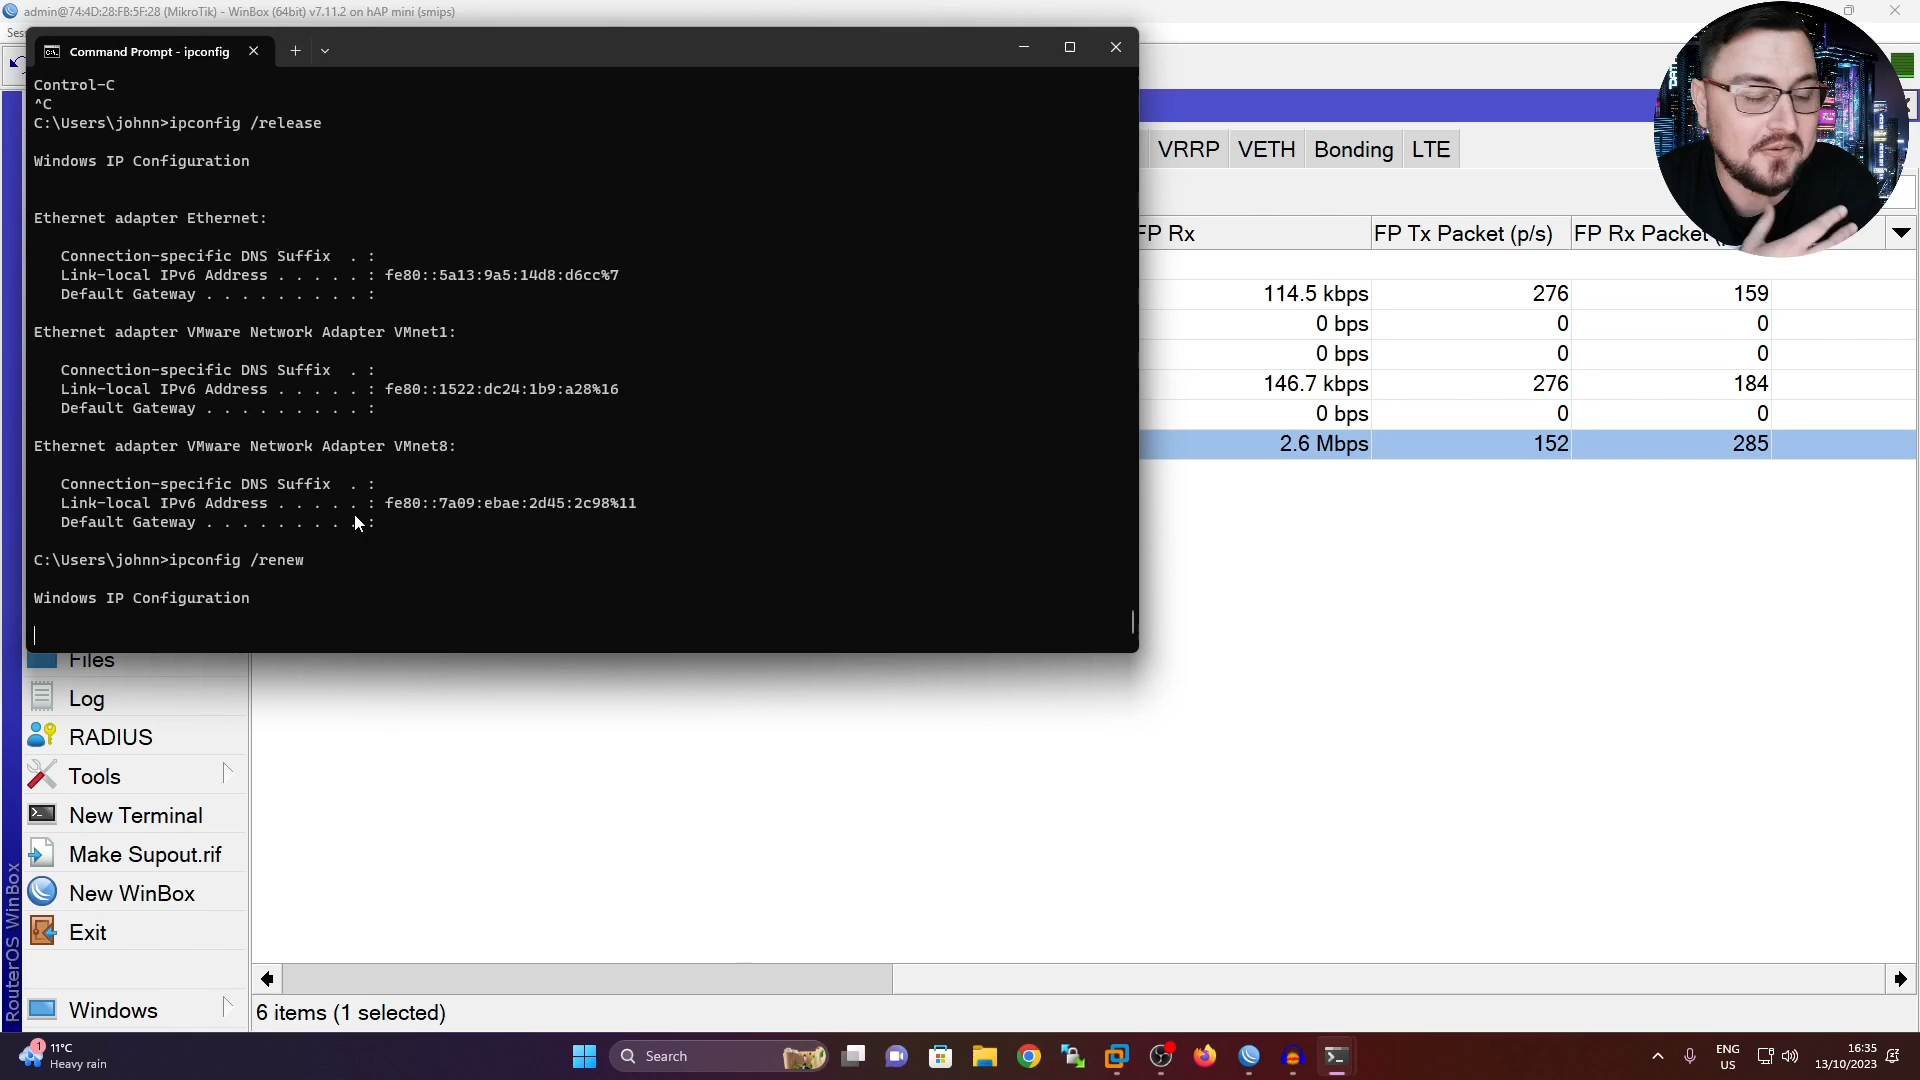 admin@74:4D:28:FB:5F:28 (MikroTik) - WinBox (64bit) v7.11.2 on hAP mini (smips)
Command Prompt - ipconfig
Control-C
^C
C:\Users\johnn>ipconfig /release
Windows IP Configuration
Ethernet adapter Ethernet:
Connection-specific DNS Suffix . :
Link-local IPv6 Address . . . . . : fe80::5a13:9a5:14d8:d6cc%7
Default Gateway . . . . . . . . . :
Ethernet adapter VMware Network Adapter VMnet1:
Connection-specific DNS Suffix . :
Link-local IPv6 Address . . . . . : fe80::1522:dc24:1b9:a28%16
Default Gateway . . . . . . . . . :
Ethernet adapter VMware Network Adapter VMnet8:
Connection-specific DNS Suffix . :
Link-local IPv6 Address . . . . . : fe80::7a09:ebae:2d45:2c98%11
Default Gateway . . . . . . . . . :
C:\Users\johnn>ipconfig /renew
Windows IP Configuration
VRRP VETH Bonding LTE
FP Rx FP Tx Packet (p/s) FP Rx Packet
114.5 kbps 276 159
0 bps 0 0
0 bps 0 0
146.7 kbps 276 184
0 bps 0 0
2.6 Mbps 152 285
Files
Log
RADIUS
Tools
New Terminal
Make Supout.rif
New WinBox
Exit
Windows
RouterOS WinBox
6 items (1 selected)
1
11°C
Heavy rain
Search
ENG
US
16:35
13/10/2023